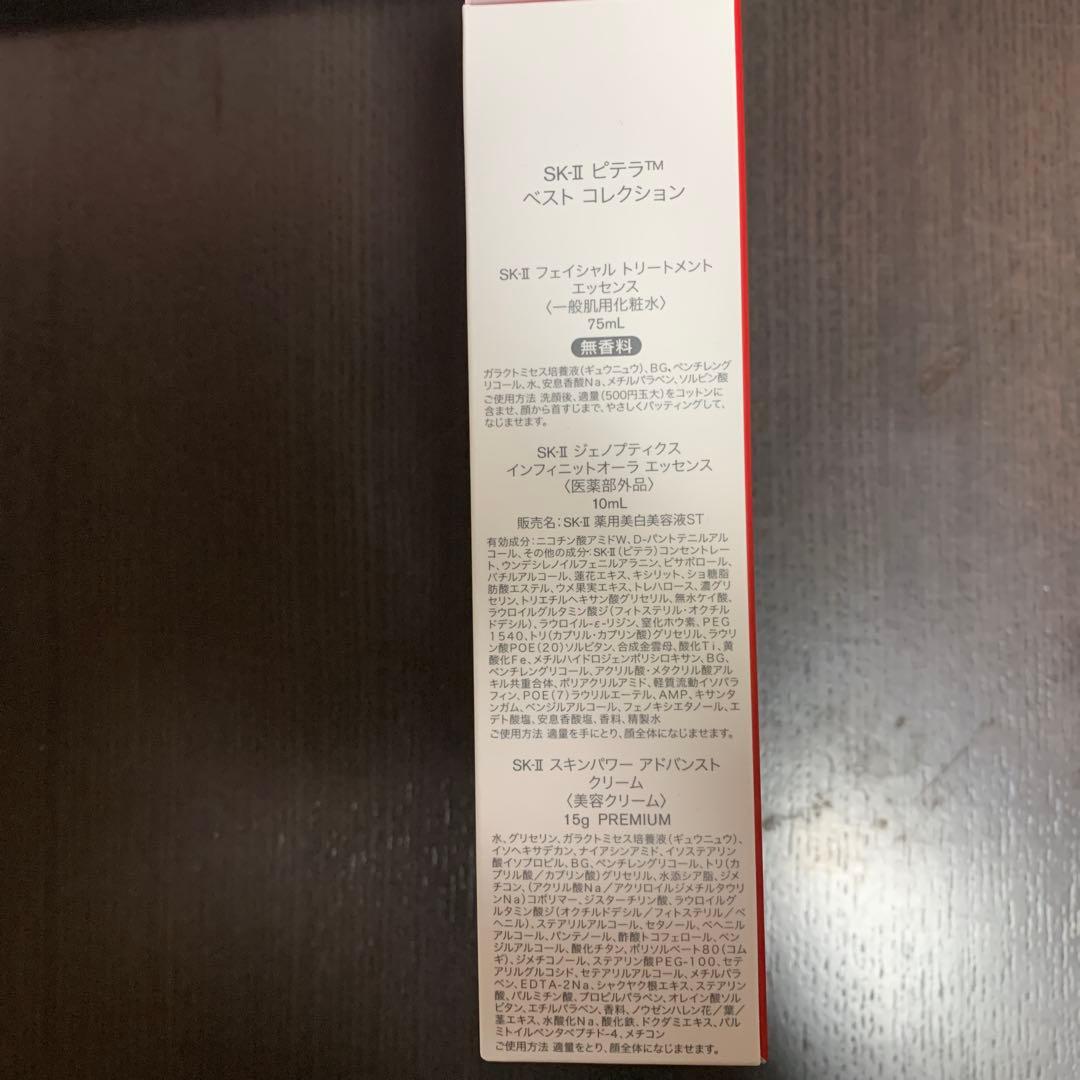 SK-II ピテラ™
ベスト コレクション
SK-II フェイシャル トリートメント
エッセンス
〈一般肌用化粧水〉
75mL
無香料
ガラクトミセス培養液(ギュウニュウ)、BG、ペンチレング
リコール、水、安息香酸Na、メチルパラベン、ソルビン酸
ご使用方法 洗顔後、適量(500円玉大)をコットンに
含ませ、顔から首すじまで、やさしくパッティングして、
なじませます。
SK-II ジェノプティクス
インフィニットオーラ エッセンス
〈医薬部外品〉
10mL
販売名:SK-II 薬用美白美容液ST
有効成分:ニコチン酸アミドW、D-パントテニルアル
コール、その他の成分:SK-II(ピテラ)コンセントレー
ト、ウンデシレノイルフェニルアラニン、ビサボロール、
バチルアルコール、蓮花エキス、キシリット、ショ糖脂
肪酸エステル、ウメ果実エキス、トレハロース、濃グリ
セリン、トリエチルヘキサン酸グリセリル、無水ケイ酸、
ラウロイルグルタミン酸ジ(フィトステリル・オクチル
ドデシル)、ラウロイル-ε-リジン、窒化ホウ素、PEG
1540、トリ(カプリル・カプリン酸)グリセリル、ラウリ
ン酸POE(20)ソルビタン、合成金雲母、酸化Ti、黄
酸化Fe、メチルハイドロジェンポリシロキサン、BG、
ペンチレングリコール、アクリル酸・メタクリル酸アル
キル共重合体、ポリアクリルアミド、軽質流動イソパラ
フィン、POE(7)ラウリルエーテル、AMP、キサンタ
ンガム、ベンジルアルコール、フェノキシエタノール、エ
デト酸塩、安息香酸塩、香料、精製水
ご使用方法 適量を手にとり、顔全体になじませます。
SK-II スキンパワー アドバンスト
クリーム
〈美容クリーム〉
15g PREMIUM
水、グリセリン、ガラクトミセス培養液(ギュウニュウ)、
イソヘキサデカン、ナイアシンアミド、イソステアリン
酸イソプロピル、BG、ペンチレングリコール、トリ(カ
プリル酸/カプリン酸)グリセリル、水添シア脂、ジメ
チコン、(アクリル酸Na/アクリロイルジメチルタウリ
ンNa)コポリマー、ジスターチリン酸、ラウロイルグ
ルタミン酸ジ(オクチルドデシル/フィトステリル/ベ
ヘニル)、ステアリルアルコール、セタノール、ベヘニル
アルコール、パンテノール、酢酸トコフェロール、ベン
ジルアルコール、酸化チタン、ポリソルベート80(コム
ギ)、ジメチコノール、ステアリン酸PEG-100、セテ
アリルグルコシド、セテアリルアルコール、メチルパラ
ベン、EDTA-2Na、シャクヤク根エキス、ステアリン
酸、パルミチン酸、プロピルパラベン、オレイン酸ソル
ビタン、エチルパラベン、香料、ノウゼンハレン花/葉/
茎エキス、水酸化Na、酸化鉄、ドクダミエキス、パル
ミトイルペンタペプチド-4、メチコン
ご使用方法 適量をとり、顔全体になじませます。